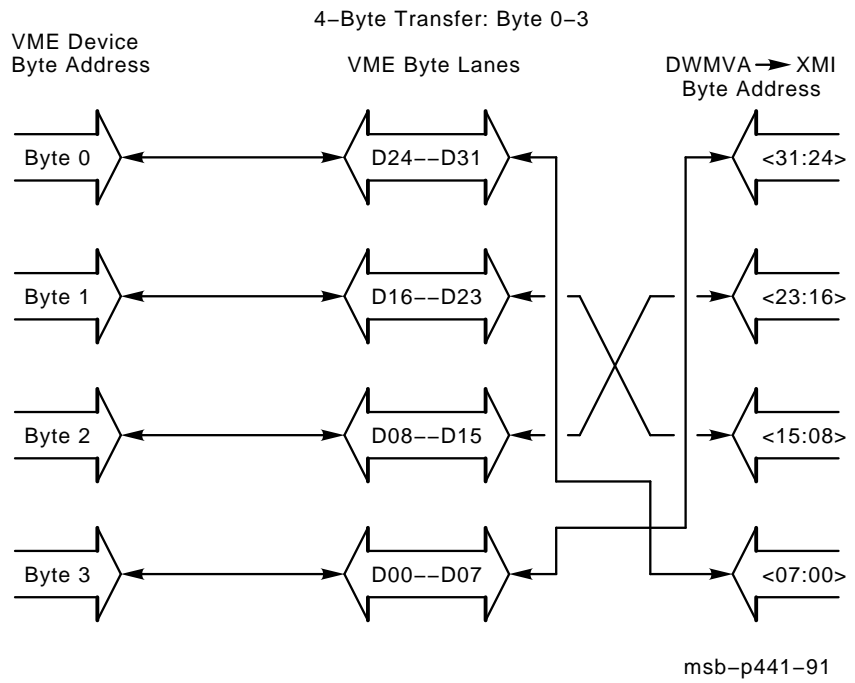 4–Byte Transfer: Byte 0–3
VME Device
Byte Address
VME Byte Lanes
DWMVA → XMI
Byte Address
Byte 0
D24––D31
<31:24>
Byte 1
D16––D23
<23:16>
Byte 2
D08––D15
<15:08>
Byte 3
D00––D07
<07:00>
msb–p441–91